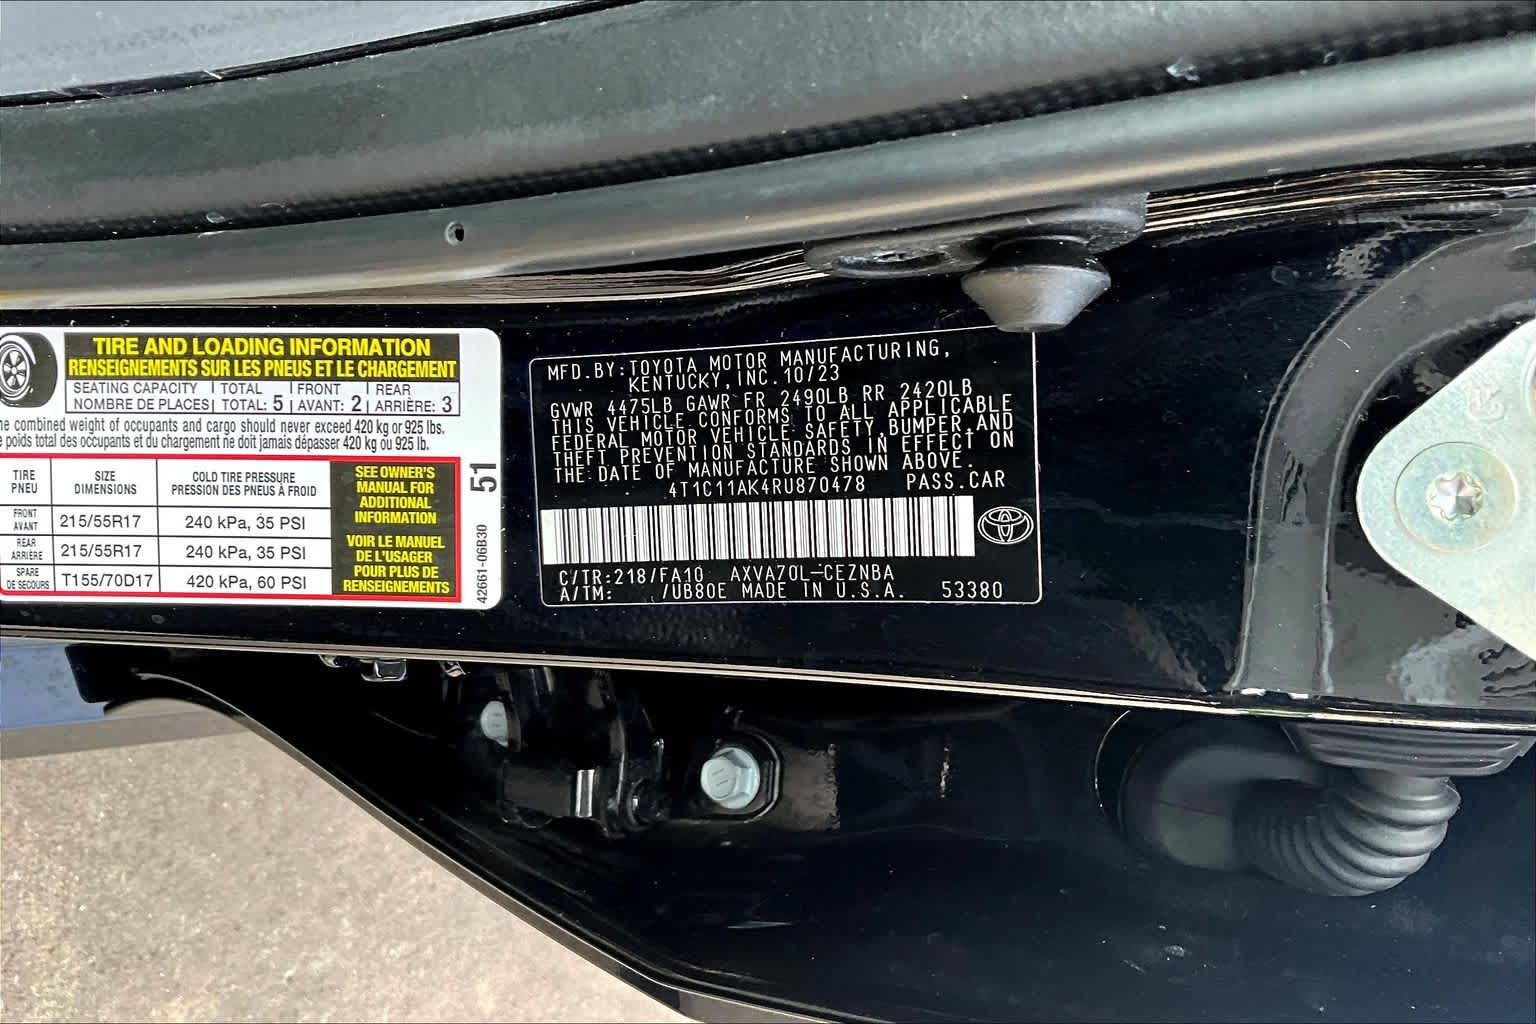 TIRE AND LOADING INFORMATION
RENSEIGNEMENTS SUR LES PNEUS ET LE CHARGEMENT
SEATING CAPACITY | TOTAL | FRONT | REAR
NOMBRE DE PLACES | TOTAL: 5 | AVANT: 2 | ARRIÈRE: 3
combined weight of occupants and cargo should never exceed 420 kg or 925 lbs.
poids total des occupants et du chargement ne doit jamais dépasser 420 kg ou 925 lb.
TIRE PNEU SIZE DIMENSIONS COLD TIRE PRESSURE PRESSION DES PNEUS À FROID
FRONT AVANT 215/55R17 240 kPa, 35 PSI
REAR ARRIÈRE 215/55R17 240 kPa, 35 PSI
SPARE DE SECOURS T155/70D17 420 kPa, 60 PSI
SEE OWNER'S
MANUAL FOR
ADDITIONAL
INFORMATION
VOIR LE MANUEL
DE L'USAGER
POUR PLUS DE
RENSEIGNEMENTS
51
42661-06B30
MFD.BY:TOYOTA MOTOR MANUFACTURING,
KENTUCKY, INC. 10/23
GVWR 4475LB GAWR FR 2490LB RR 2420LB
THIS VEHICLE CONFORMS TO ALL APPLICABLE
FEDERAL MOTOR VEHICLE SAFETY, BUMPER, AND
THEFT PREVENTION STANDARDS IN EFFECT ON
THE DATE OF MANUFACTURE SHOWN ABOVE.
4T1C11AK4RU870478 PASS.CAR
C/TR:218/FA10 AXVA70L-CEZNBA
A/TM: /UB80E MADE IN U.S.A. 53380